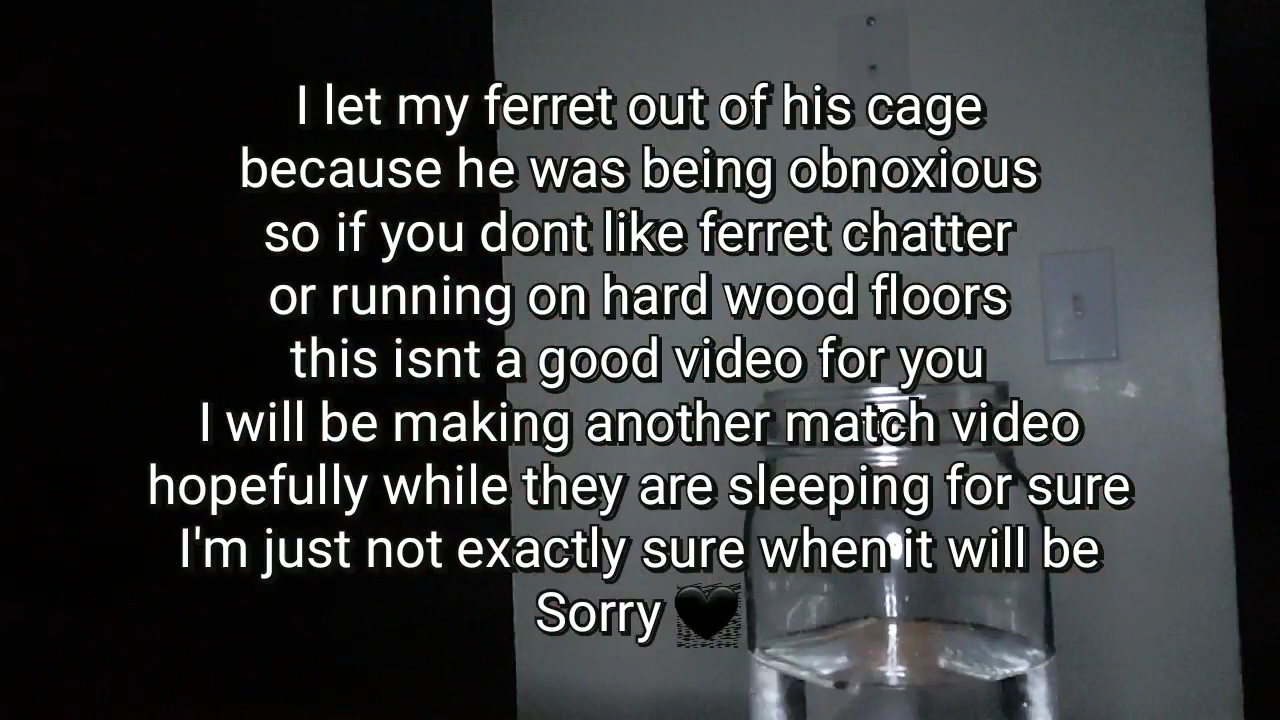 I let my ferret out of his cage
because he was being obnoxious
so if you dont like ferret chatter
or running on hard wood floors
this isnt a good video for you
I will be making another match video
hopefully while they are sleeping for sure
I'm just not exactly sure when it will be
Sorry 🖤